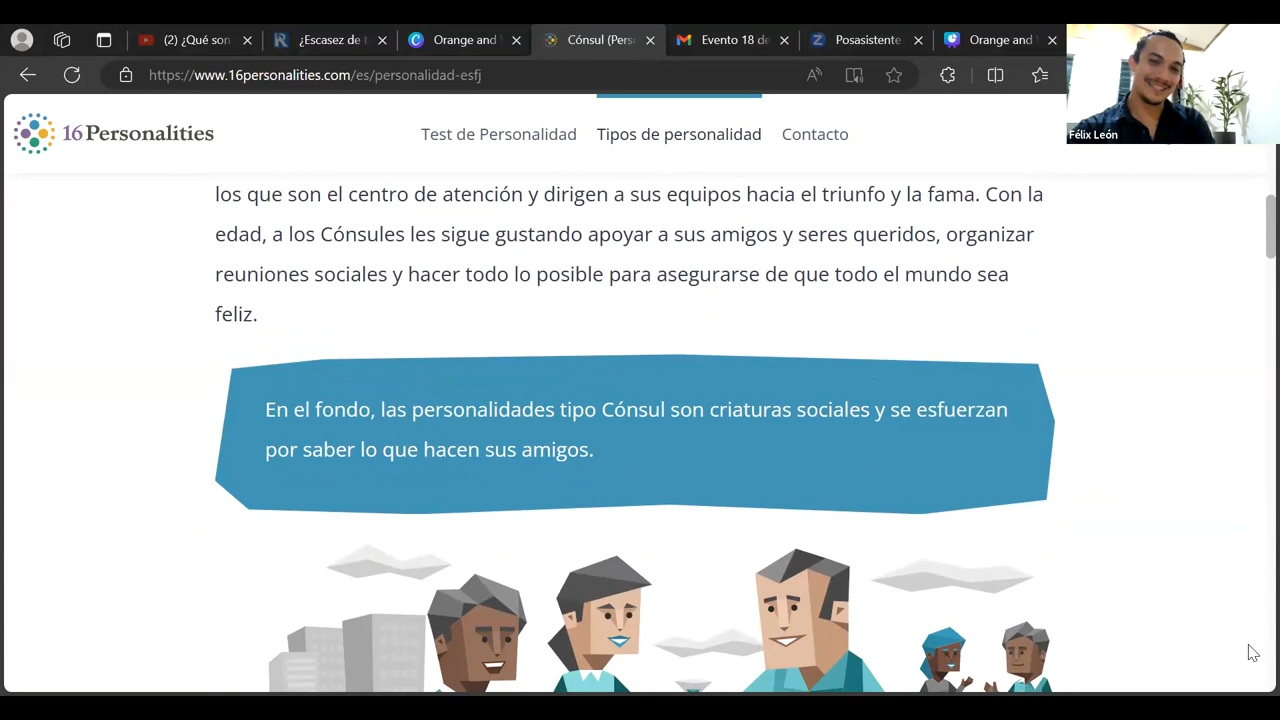 (2) ¿Qué son
¿Escasez de t
Orange and
Cónsul (Pers
Evento 18 de
Posasistente
Orange and
https://www.16personalities.com/es/personalidad-esfj
Félix León
16Personalities
Test de Personalidad
Tipos de personalidad
Contacto
los que son el centro de atención y dirigen a sus equipos hacia el triunfo y la fama. Con la
edad, a los Cónsules les sigue gustando apoyar a sus amigos y seres queridos, organizar
reuniones sociales y hacer todo lo posible para asegurarse de que todo el mundo sea
feliz.
En el fondo, las personalidades tipo Cónsul son criaturas sociales y se esfuerzan
por saber lo que hacen sus amigos.